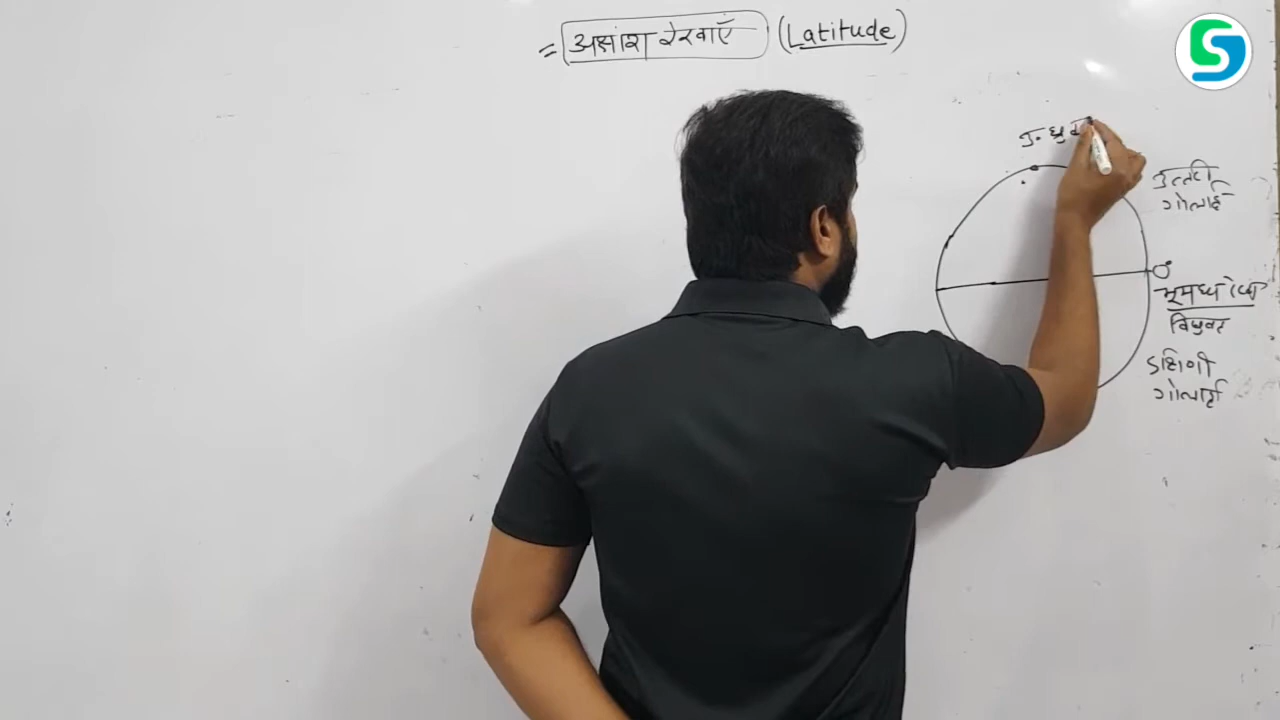 = अक्षांश रेखाएँ (Latitude)
उ. ध्रुव
उत्तरी
गोलार्द्ध
0°
भूमध्य रेखा
विषुवत
दक्षिणी
गोलार्द्ध